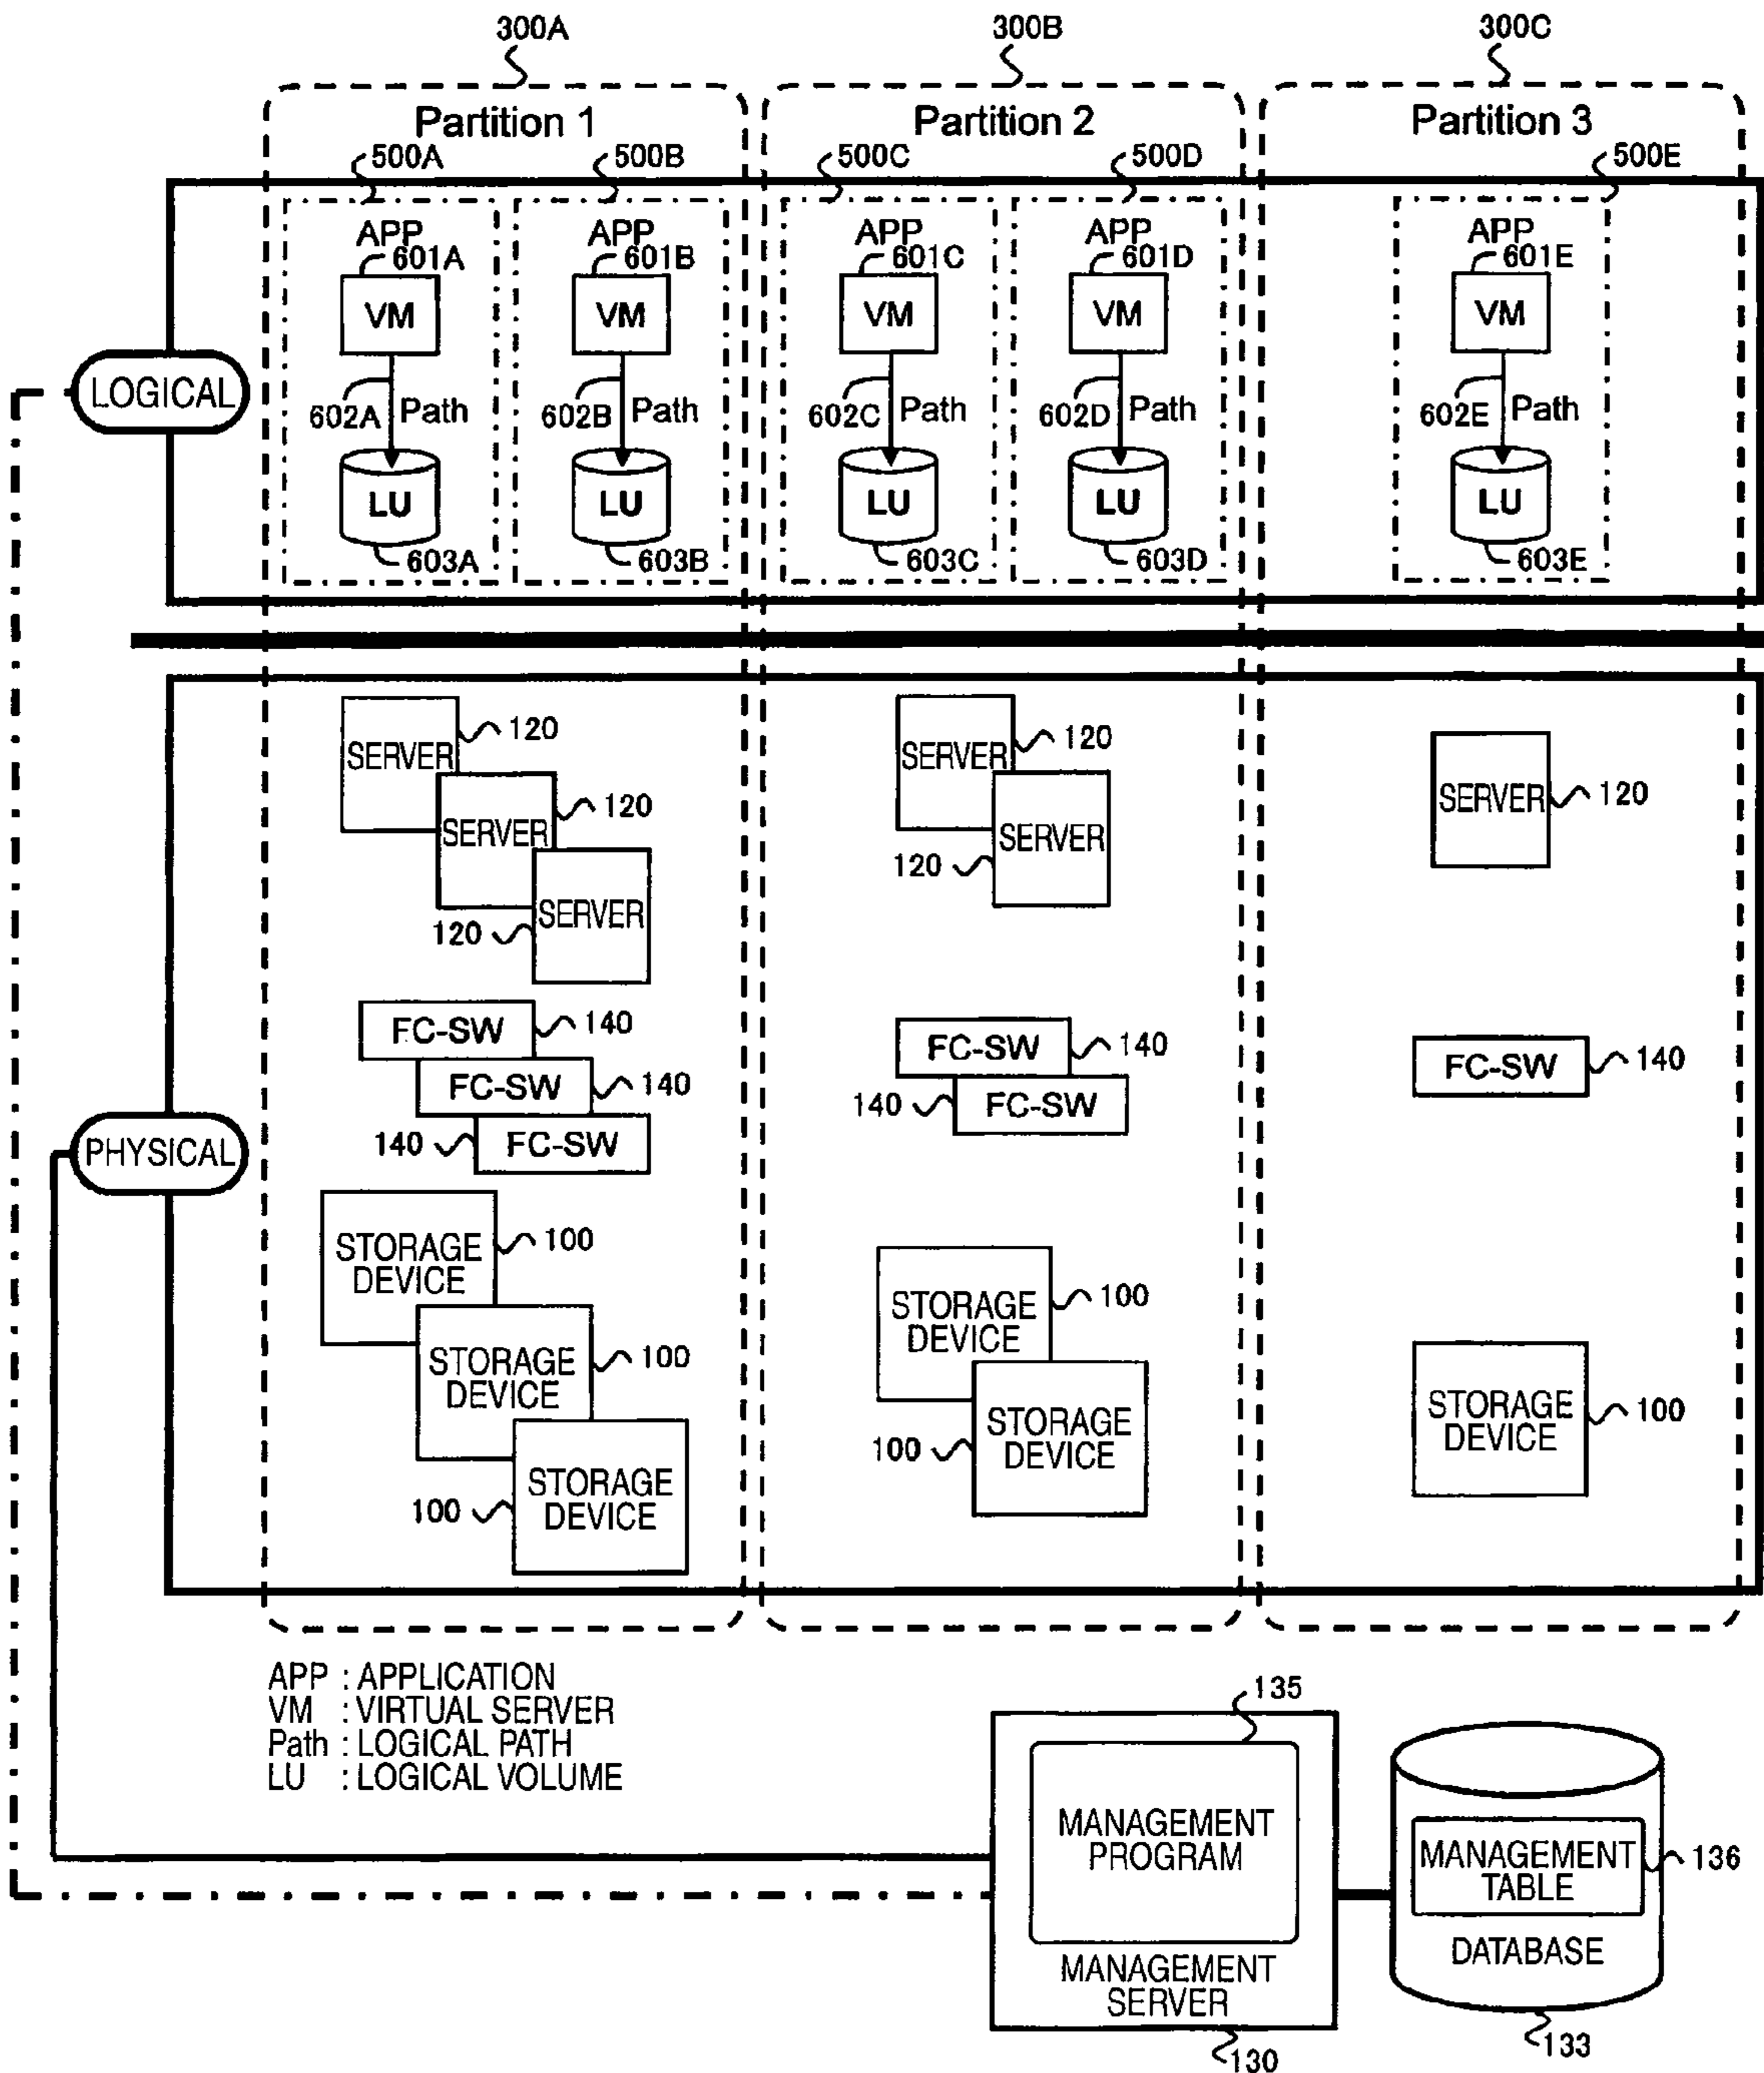 300A 300B 300C
Partition 1 Partition 2 Partition 3
500A 500B 500C 500D 500E
APP APP APP APP APP
601A 601B 601C 601D 601E
VM VM VM VM VM
LOGICAL
602A Path 602B Path 602C Path 602D Path 602E Path
LU LU LU LU LU
603A 603B 603C 603D 603E
SERVER 120 SERVER 120 SERVER 120
SERVER 120 SERVER 120
SERVER 120
FC-SW 140 FC-SW 140 FC-SW 140
FC-SW 140 140 FC-SW
140 FC-SW
PHYSICAL
STORAGE DEVICE 100
STORAGE DEVICE 100
STORAGE DEVICE 100
STORAGE DEVICE 100
STORAGE DEVICE 100
STORAGE DEVICE 100
APP : APPLICATION
VM : VIRTUAL SERVER
Path : LOGICAL PATH
LU : LOGICAL VOLUME
135
MANAGEMENT
PROGRAM
MANAGEMENT
SERVER
130
MANAGEMENT
TABLE
136
DATABASE
133